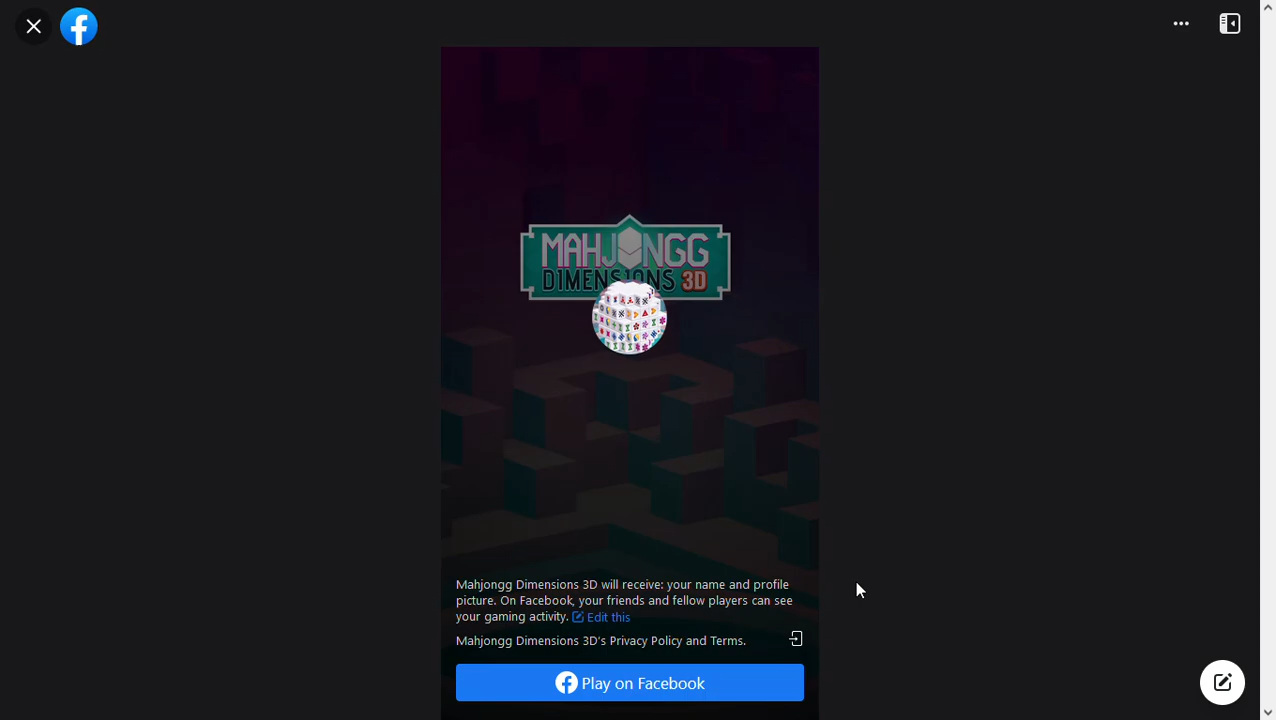 MAHJONGG
DIMENSIONS 3D
Mahjongg Dimensions 3D will receive: your name and profile
picture. On Facebook, your friends and fellow players can see
your gaming activity. Edit this
Mahjongg Dimensions 3D's Privacy Policy and Terms.
Play on Facebook